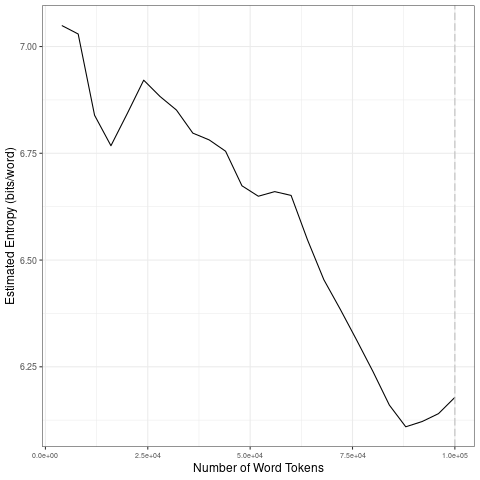 7.00
6.75
6.50
6.25
Estimated Entropy (bits/word)
0.0e+00 2.5e+04 5.0e+04 7.5e+04 1.0e+05
Number of Word Tokens